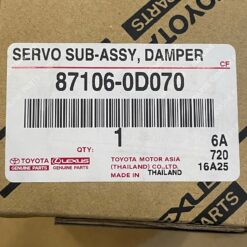 TOYOTA
SERVO SUB-ASSY, DAMPER
CF
87106-0D070
1
QTY:
6A
TOYOTA LEXUS
GENUINE PARTS GENUINE PARTS
TOYOTA MOTOR ASIA
(THAILAND) CO.,LTD.
MADE IN THAILAND
720
16A25